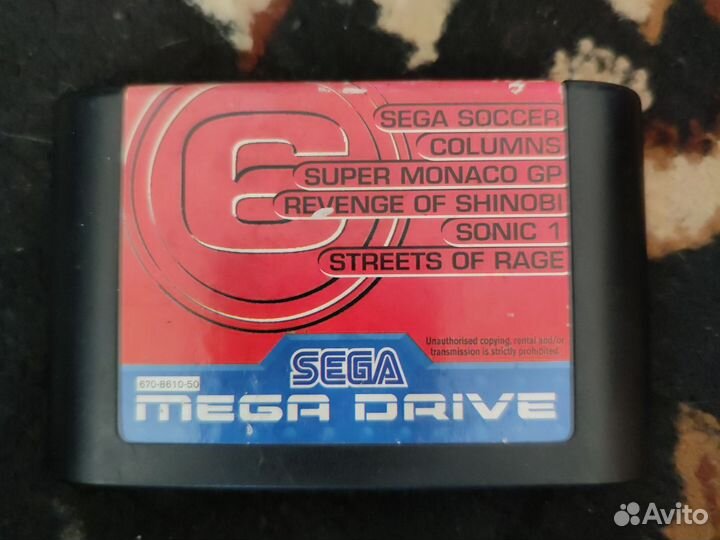 6
SEGA SOCCER
COLUMNS
SUPER MONACO GP
REVENGE OF SHINOBI
SONIC 1
STREETS OF RAGE
Unauthorised copying, rental and/or
transmission is strictly prohibited.
670-8610-50
SEGA
MEGA DRIVE
Avito